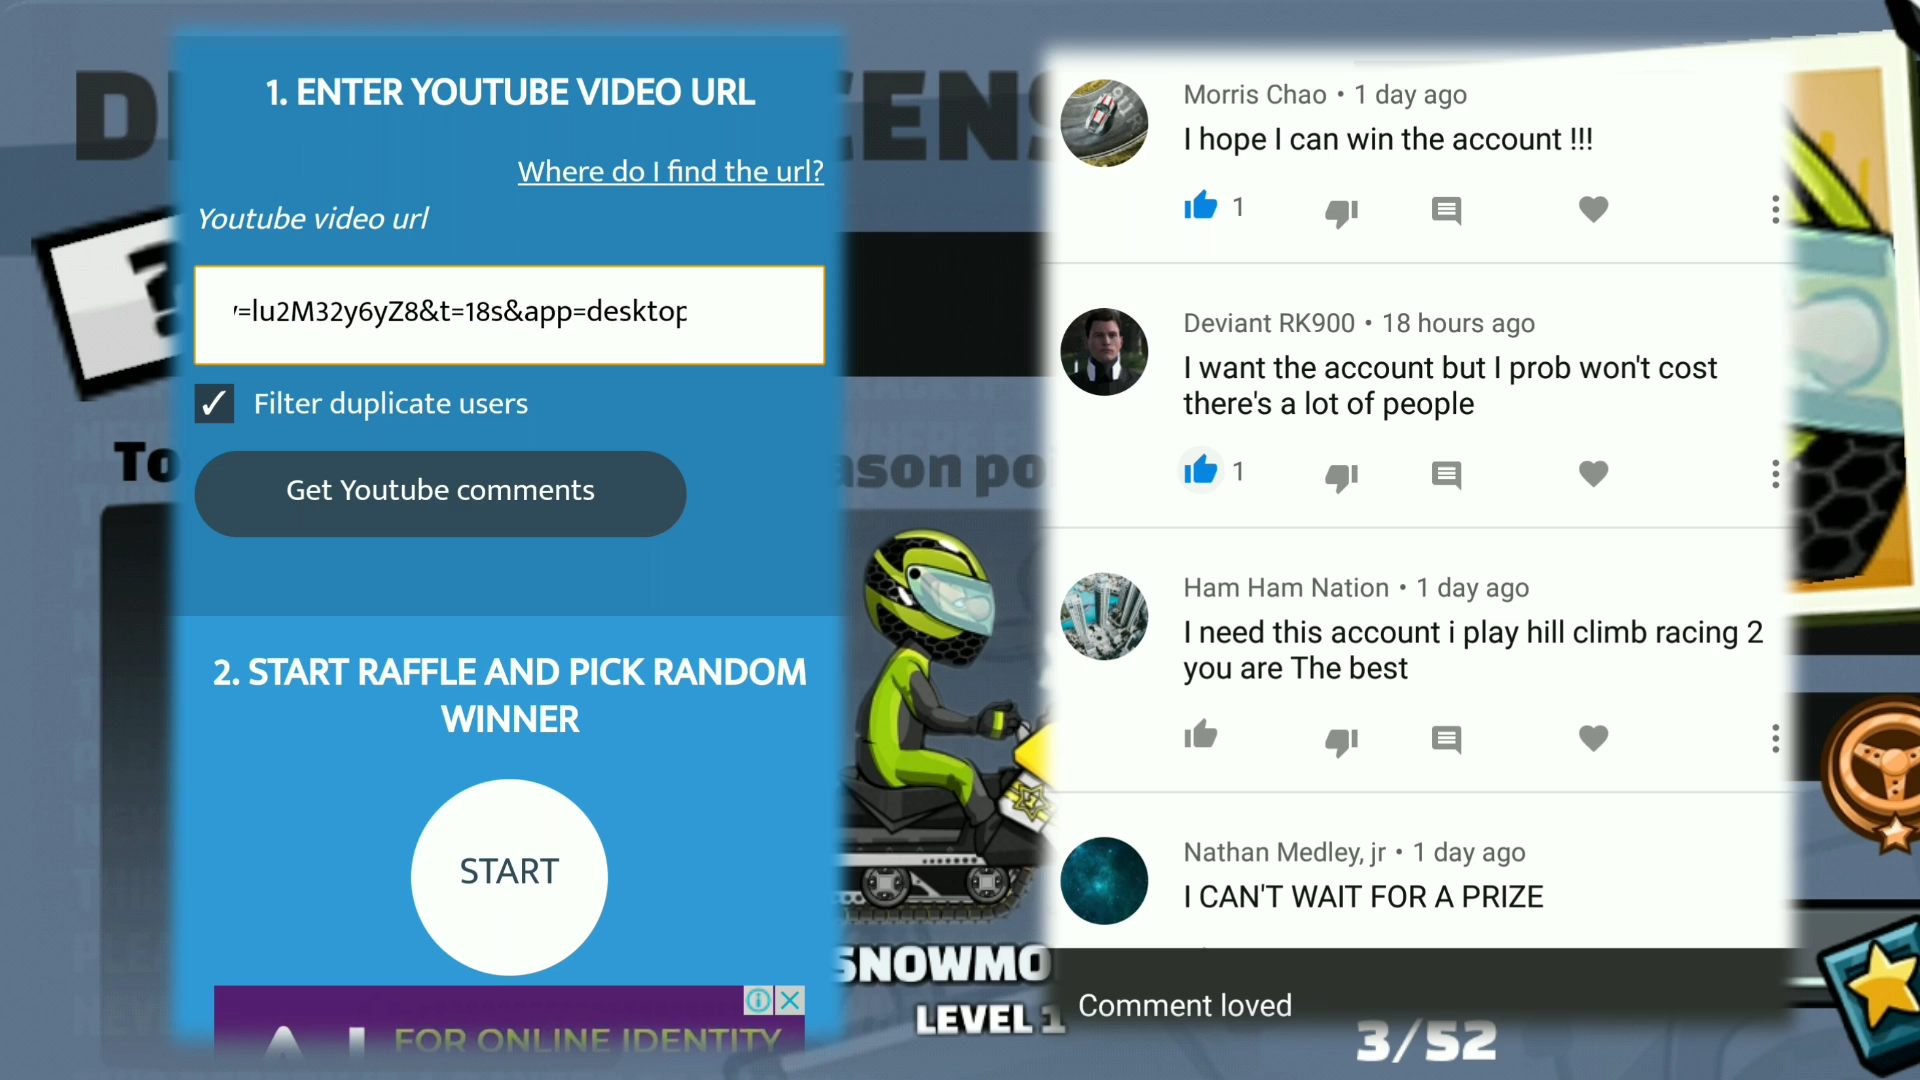 1. ENTER YOUTUBE VIDEO URL
Where do I find the url?
Youtube video url
=lu2M32y6yZ8&t=18s&app=desktop
Filter duplicate users
Get Youtube comments
2. START RAFFLE AND PICK RANDOM
WINNER
START
FOR ONLINE IDENTITY
Morris Chao • 1 day ago
I hope I can win the account !!!
1
Deviant RK900 • 18 hours ago
I want the account but I prob won't cost
there's a lot of people
1
Ham Ham Nation • 1 day ago
I need this account i play hill climb racing 2
you are The best
Nathan Medley, jr • 1 day ago
I CAN'T WAIT FOR A PRIZE
Comment loved
To
ason po
SNOWMO
LEVEL 1
3/52